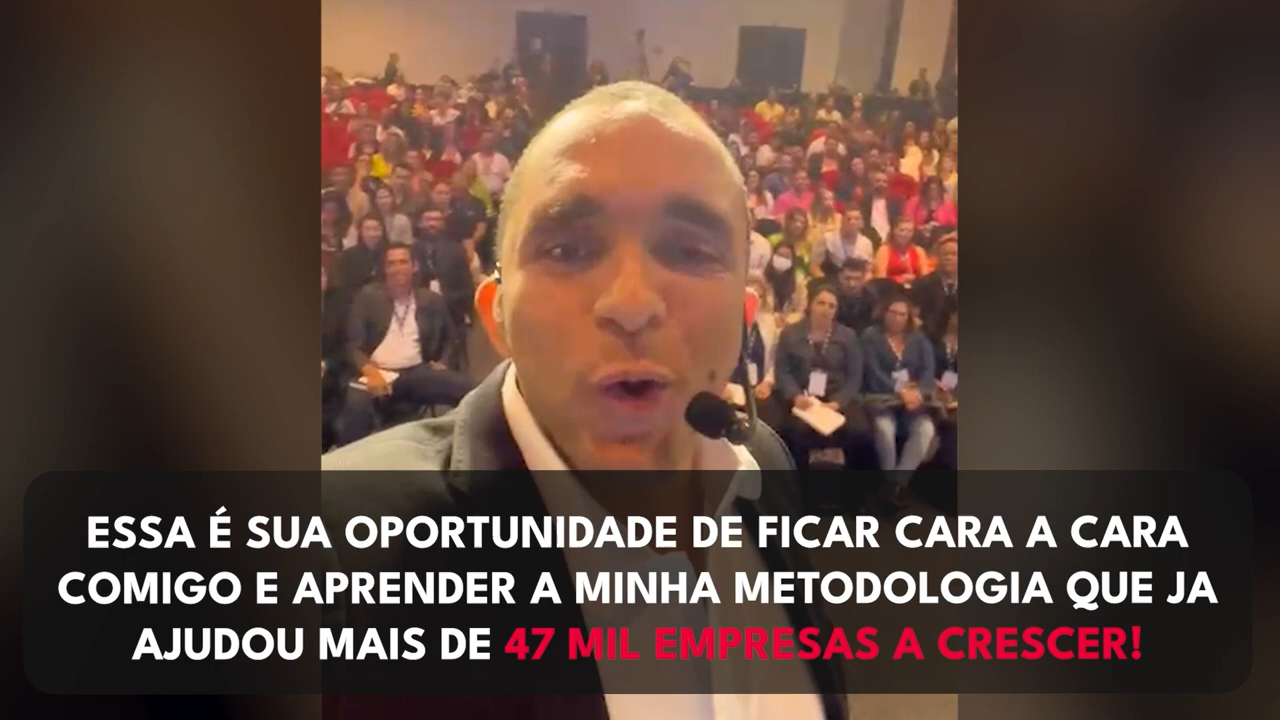 ESSA É SUA OPORTUNIDADE DE FICAR CARA A CARA
COMIGO E APRENDER A MINHA METODOLOGIA QUE JA
AJUDOU MAIS DE 47 MIL EMPRESAS A CRESCER!